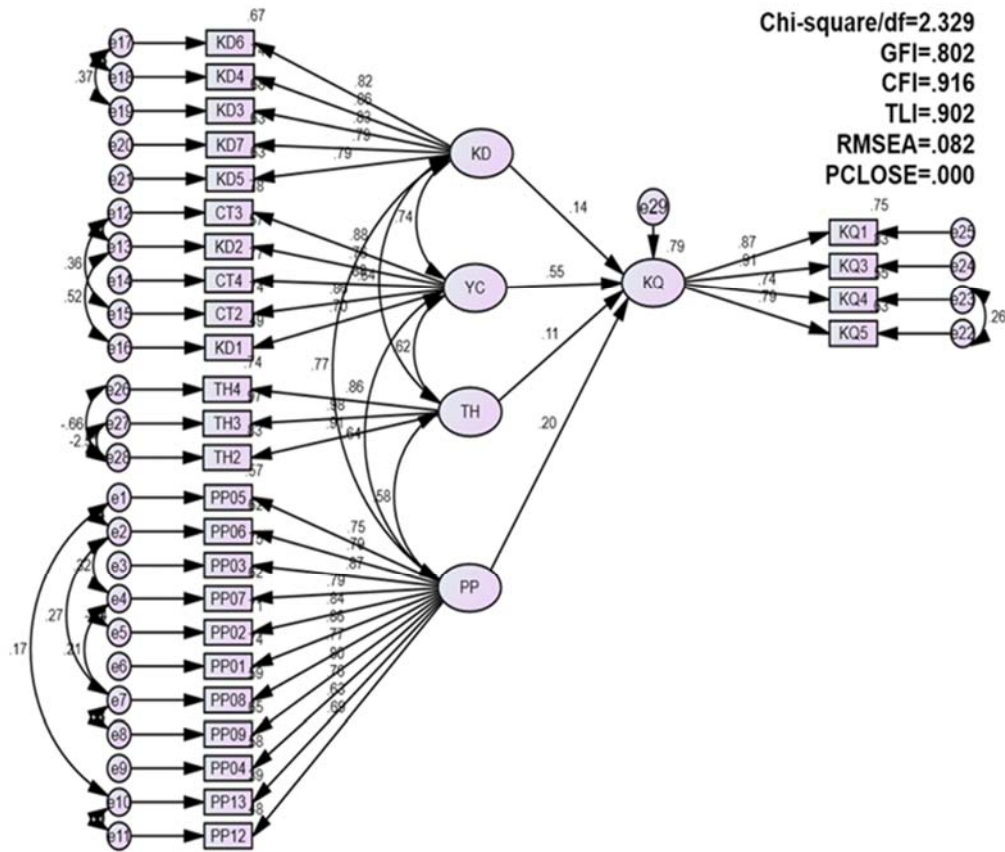 Chi-square/df=2.329
GFI=.802
CFI=.916
TLI=.902
RMSEA=.082
PCLOSE=.000
.67
e17 KD6
.37
e18 KD4
e19 KD3
e20 KD7
e21 KD5
.82
.86
.83
.79
.79
KD
.74
.14
e12 CT3
e13 KD2
.36
e14 CT4
.52
e15 CT2
e16 KD1
.88
YC
.55
.62
.77
e29
.79
KQ
.75
KQ1 e25
KQ3 e24
KQ4 e23
KQ5 e22
.87
.91
.74
.79
.26
.74
e26 TH4
e27 TH3
e28 TH2
-.66
.86
.98
.64
TH
.11
.58
.20
.57
e1 PP05
e2 PP06
e3 PP03
e4 PP07
e5 PP02
e6 PP01
e7 PP08
e8 PP09
e9 PP04
e10 PP13
e11 PP12
.27
.21
.17
.75
.79
.87
.79
.84
.86
.77
.76
.63
.69
PP